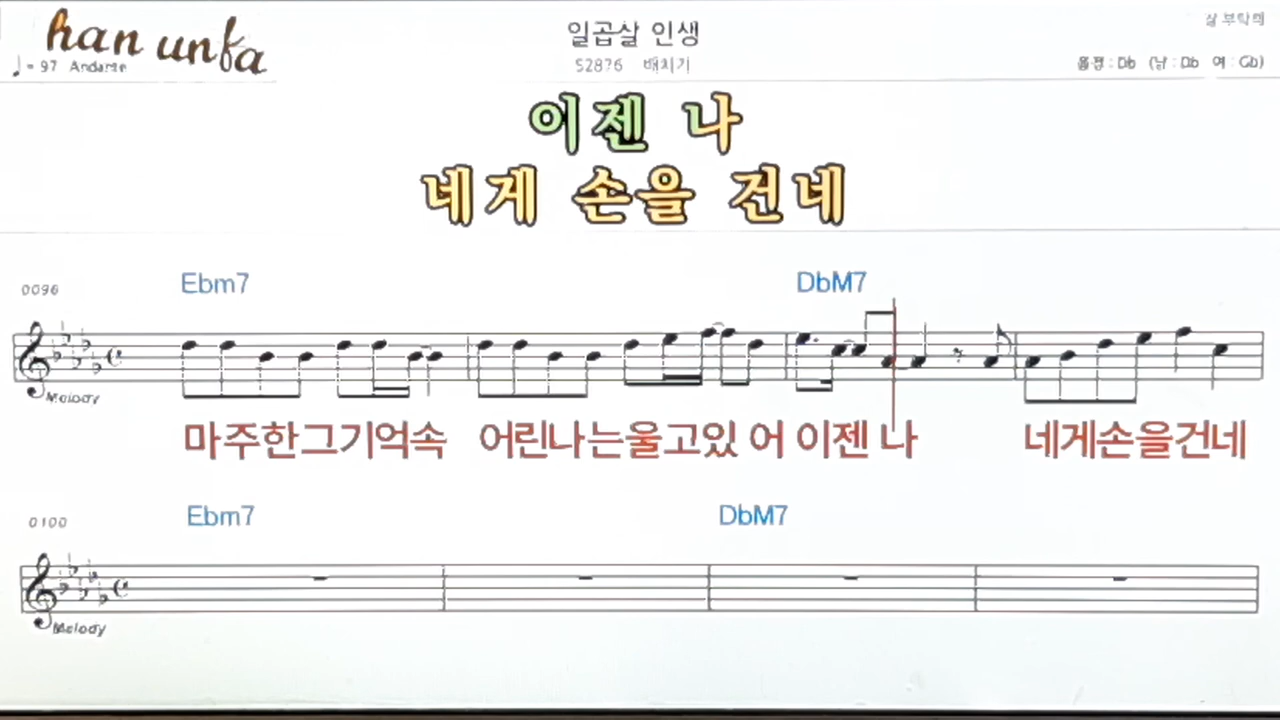 han unfa
일곱살 인생
살 부탁해
♩= 97 Andante
52876 배치기
음정 : Db (남 : Db 여 : Gb)
이젠 나
네게 손을 건네
0096 Ebm7 DbM7
Melody
마주한그기억속 어린나는울고있 어 이젠 나 네게손을건네
0100 Ebm7 DbM7
Melody